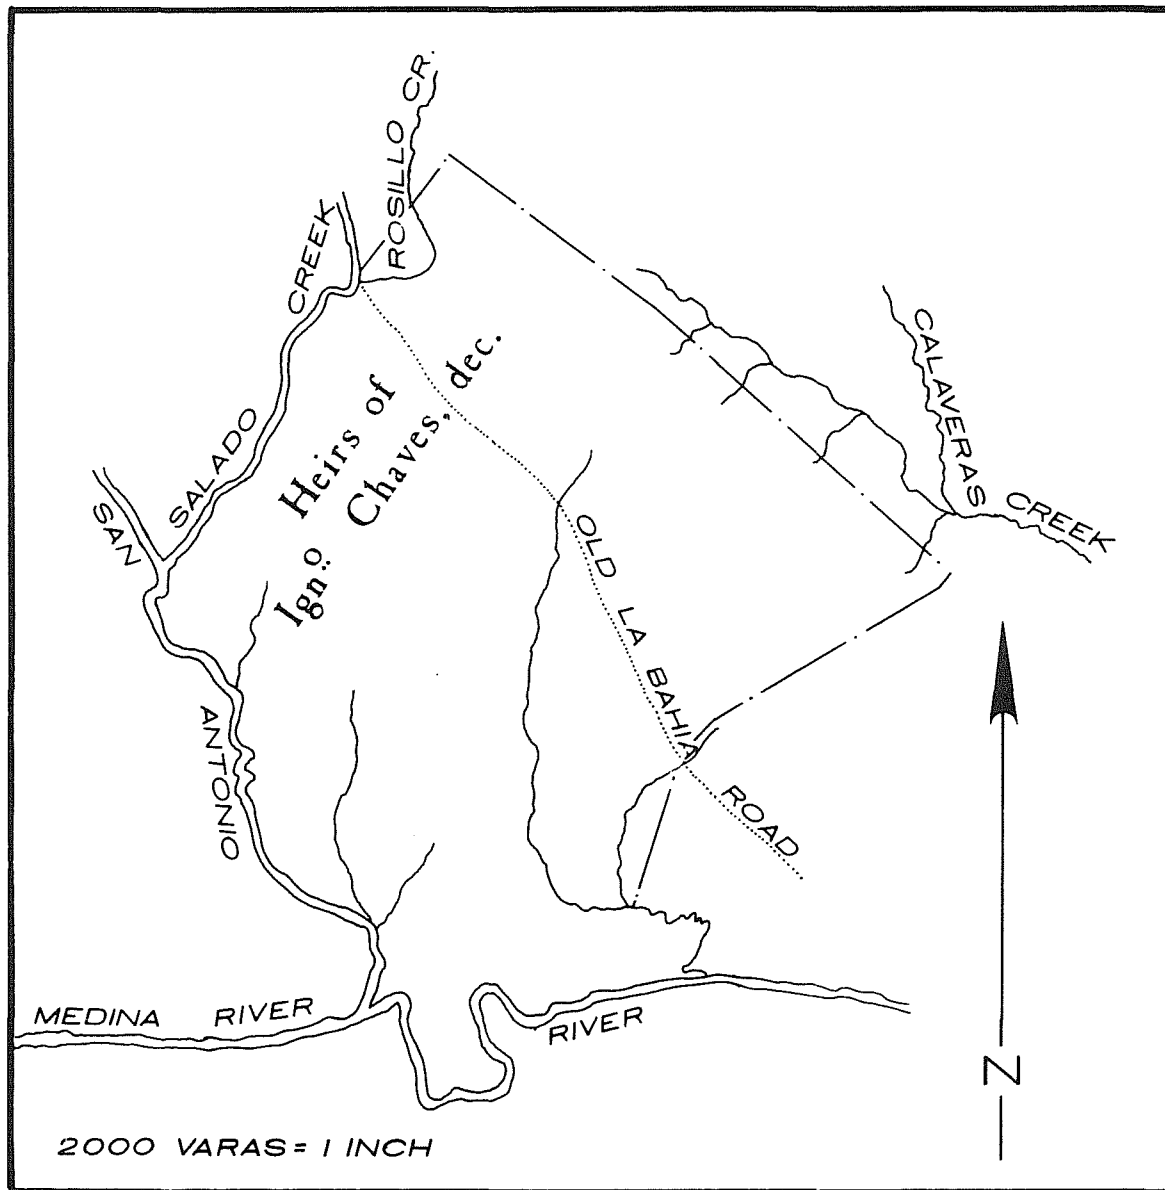 ROSILLO CR.
SALADO CREEK
Heirs of
Ign.º Chaves, dec.
CALAVERAS CREEK
SAN ANTONIO
OLD LA BAHIA ROAD
MEDINA RIVER
RIVER
N
2000 VARAS = 1 INCH